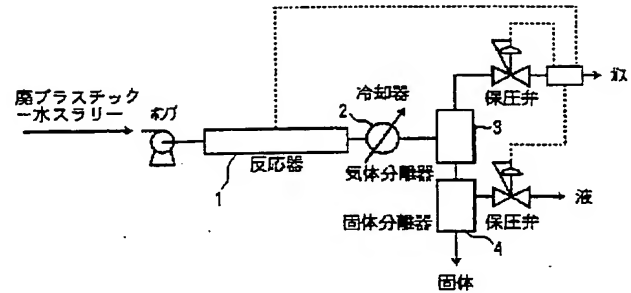 廃プラスチック
ー水スラリー
ポンプ
1
反応器
2
冷却器
気体分離器
3
保圧弁
ガス
固体分離器
4
保圧弁
液
固体